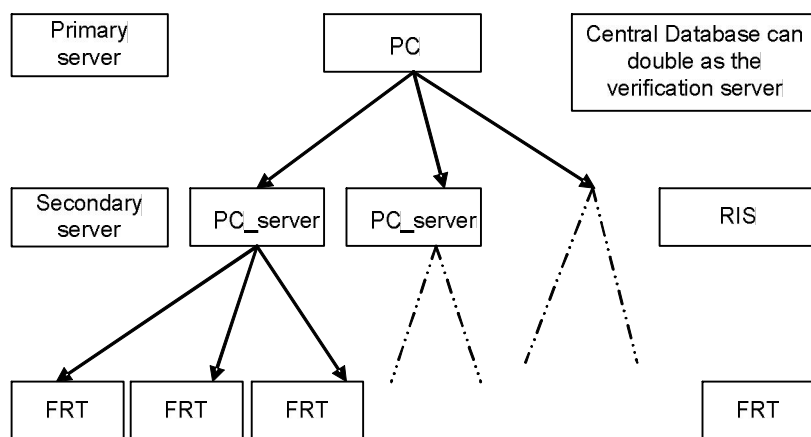 Primary
server
PC
Central Database can
double as the
verification server
Secondary
server
PC_server
PC_server
RIS
FRT
FRT
FRT
FRT